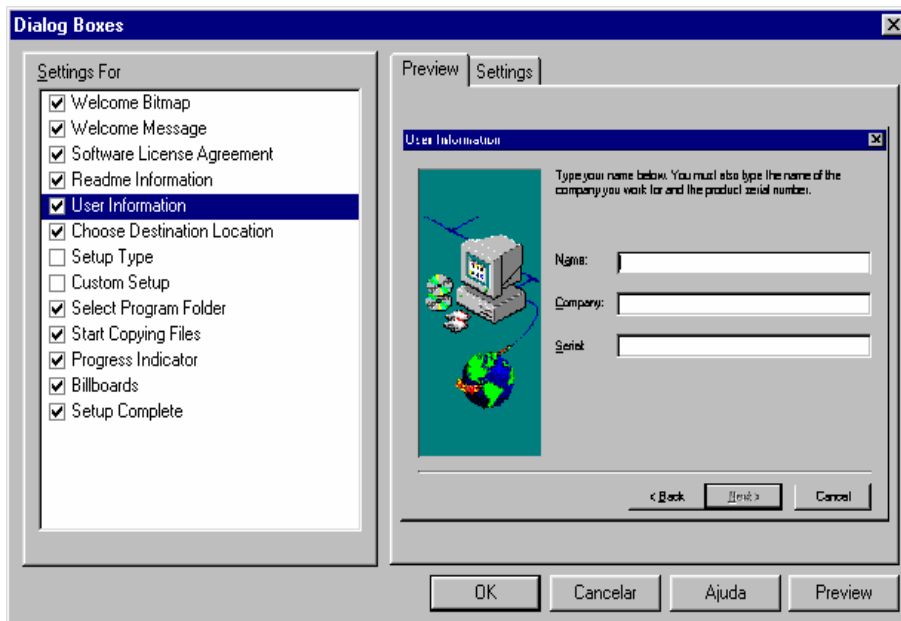 Dialog Boxes
Settings For
Welcome Bitmap
Welcome Message
Software License Agreement
Readme Information
User Information
Choose Destination Location
Setup Type
Custom Setup
Select Program Folder
Start Copying Files
Progress Indicator
Billboards
Setup Complete
Preview Settings
User Information
Type your name below. You must also type the name of the
company you work for and the product serial number.
Name:
Company:
Serial:
< Back Next > Cancel
OK Cancelar Ajuda Preview